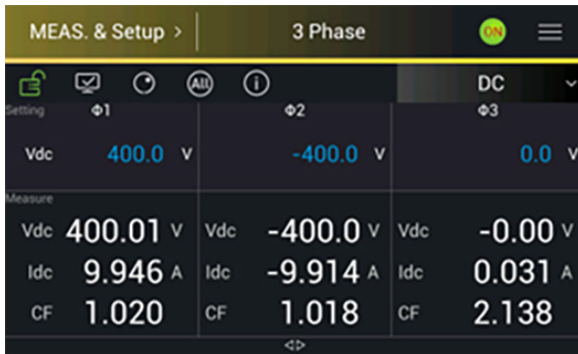 MEAS. & Setup > 3 Phase ON
All i DC
Setting Φ1 Φ2 Φ3
Vdc 400.0 V -400.0 V 0.0 V
Measure
Vdc 400.01 V Vdc -400.0 V Vdc -0.00 V
Idc 9.946 A Idc -9.914 A Idc 0.031 A
CF 1.020 CF 1.018 CF 2.138